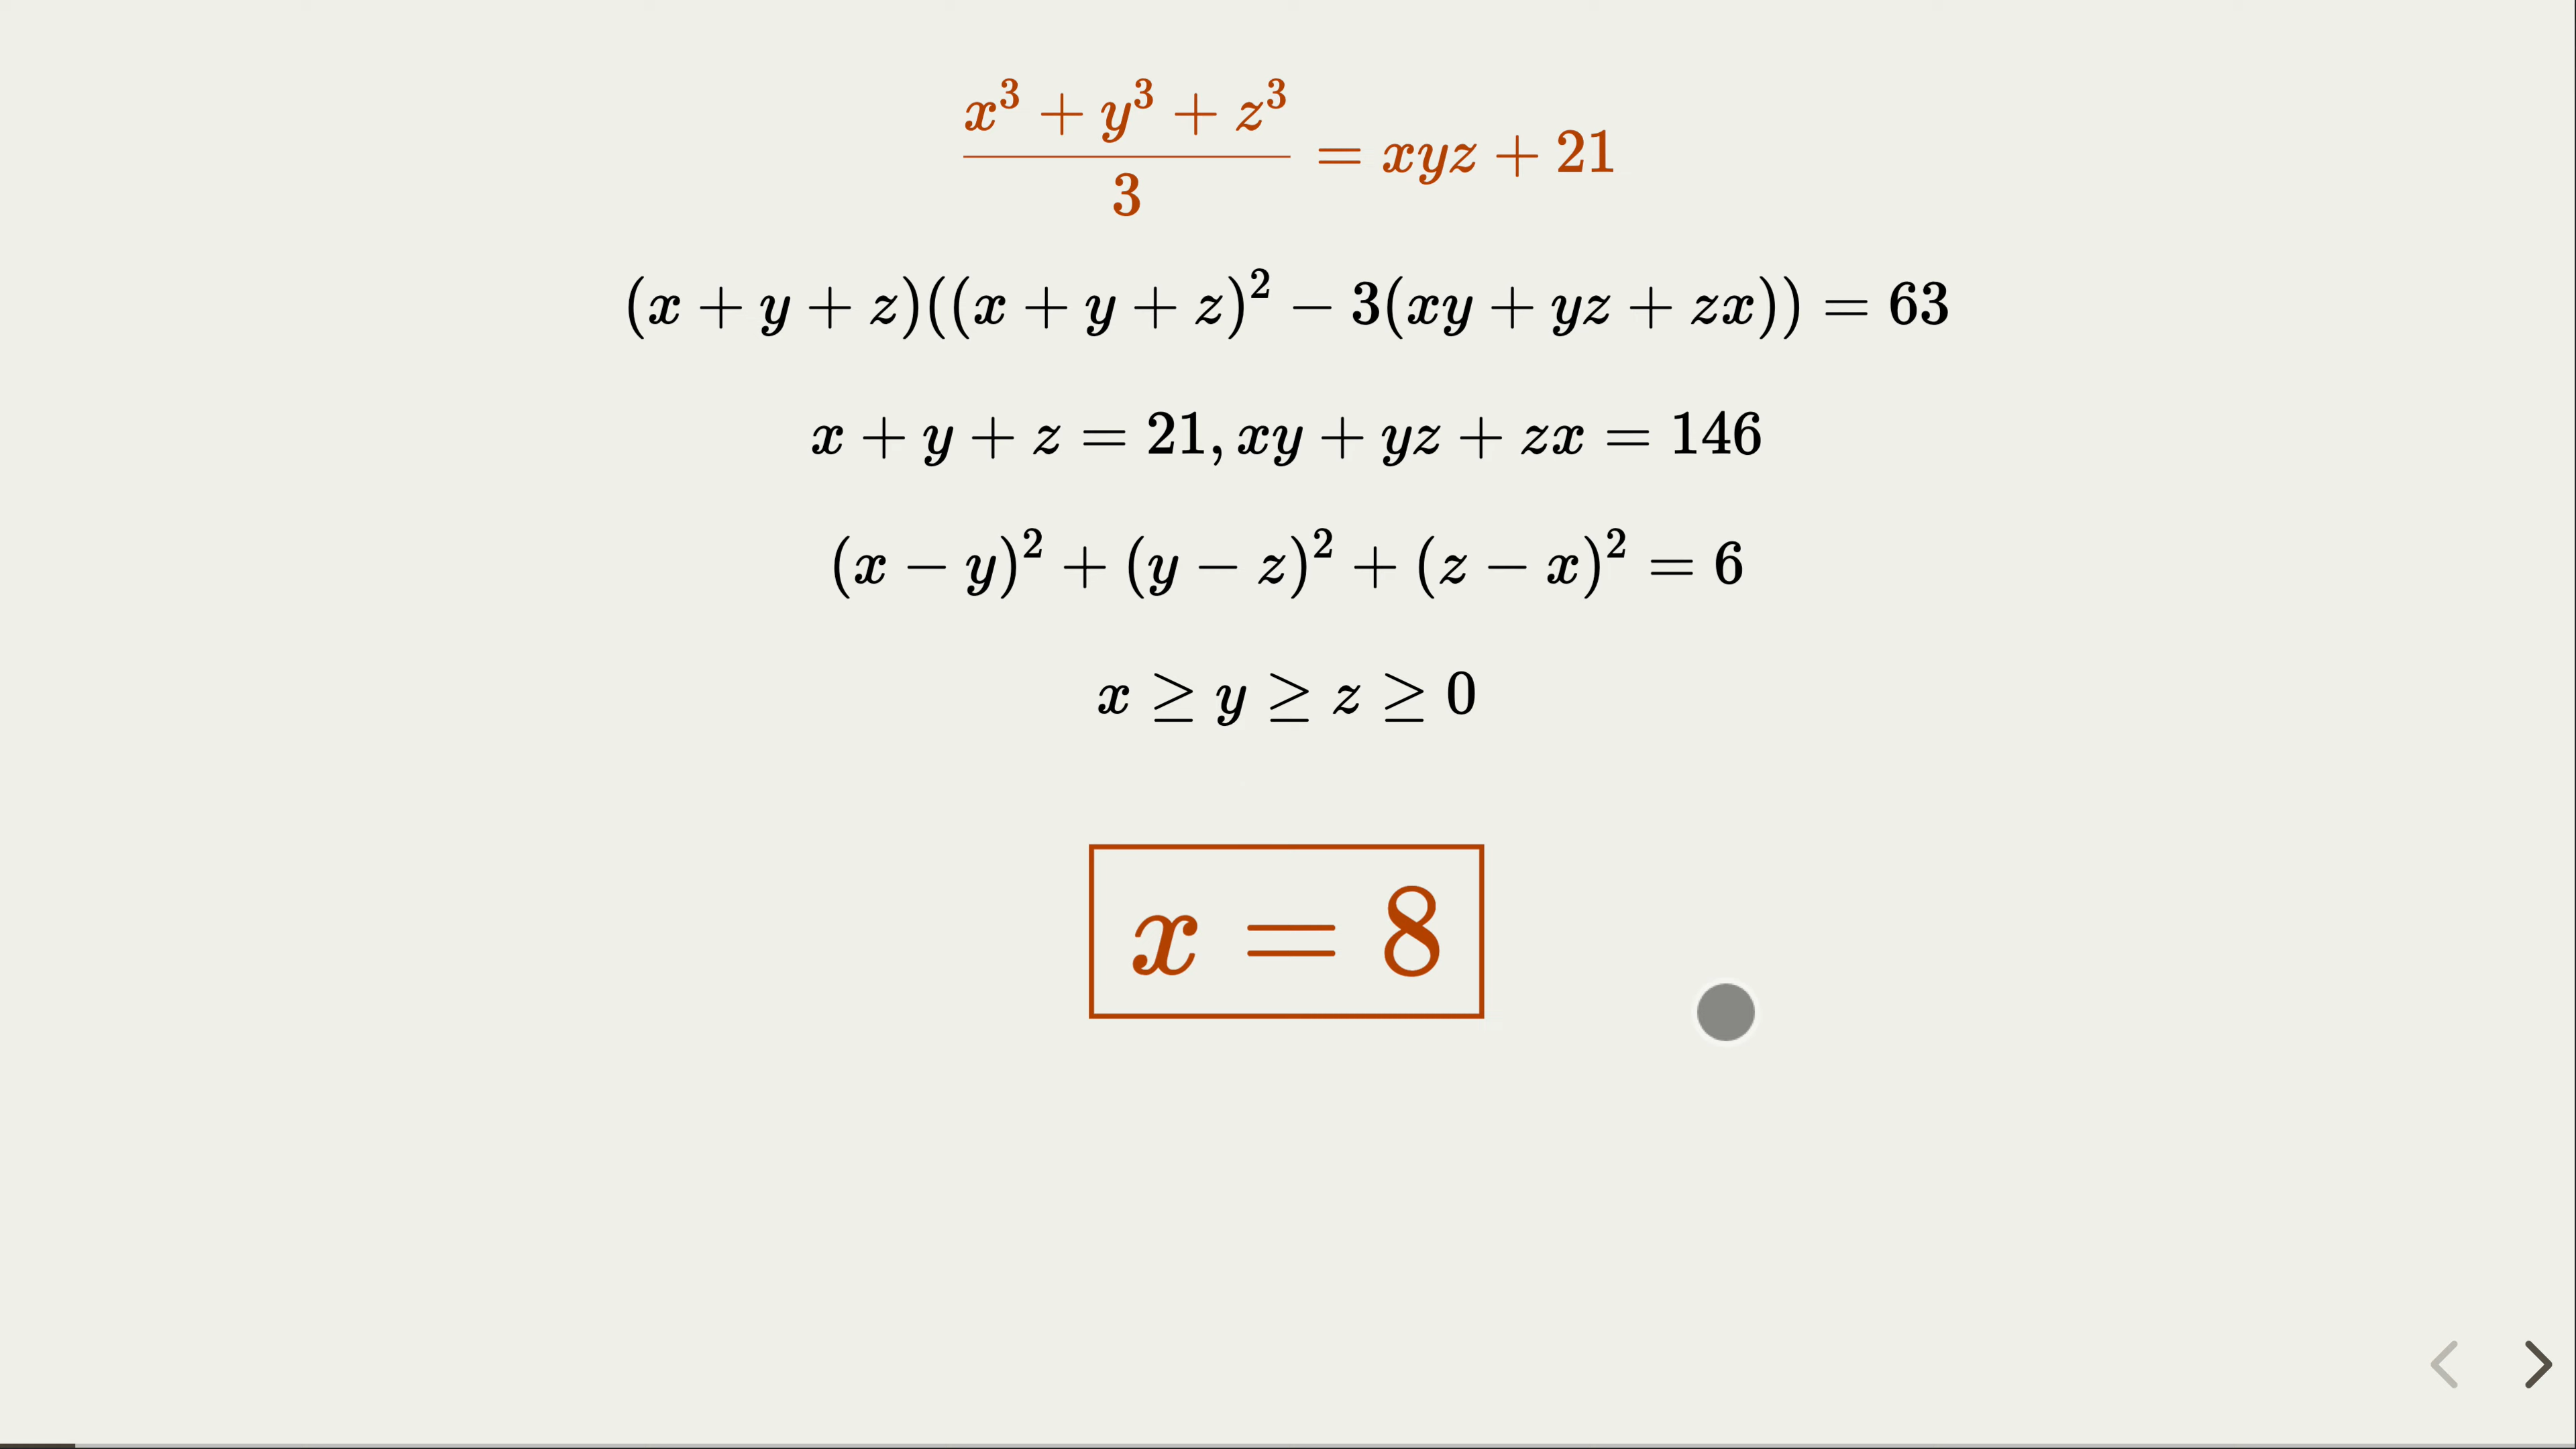 \frac{x^3 + y^3 + z^3}{3} = xyz + 21
(x + y + z)((x + y + z)^2 − 3(xy + yz + zx)) = 63
x + y + z = 21, xy + yz + zx = 146
(x − y)^2 + (y − z)^2 + (z − x)^2 = 6
x ≥ y ≥ z ≥ 0
x = 8